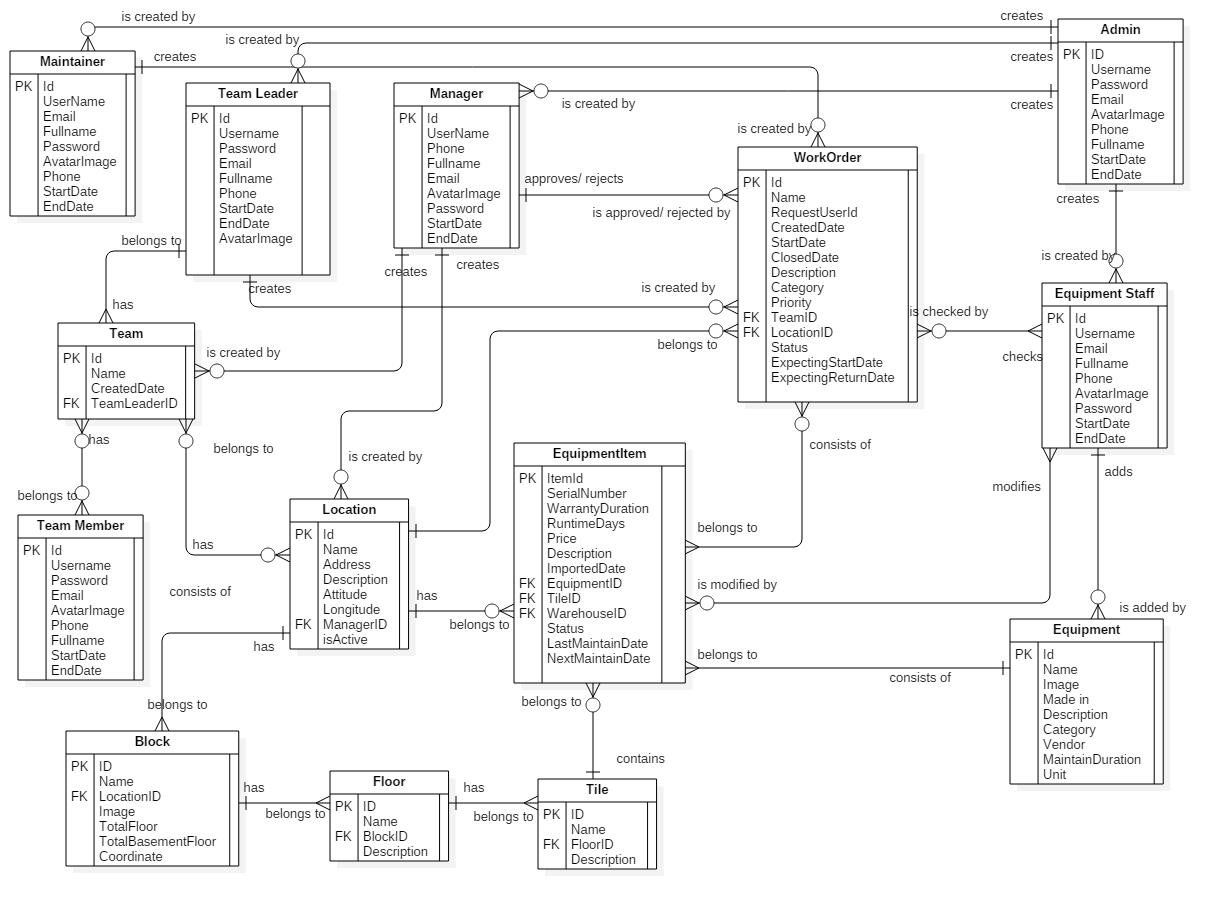 is created by
creates
Admin
PK ID
Username
Password
Email
AvatarImage
Phone
Fullname
StartDate
EndDate
is created by
creates
creates
Maintainer
PK Id
UserName
Email
Fullname
Password
AvatarImage
Phone
StartDate
EndDate
creates
Team Leader
PK Id
Username
Password
Email
Fullname
Phone
StartDate
EndDate
AvatarImage
Manager
PK Id
UserName
Phone
Fullname
Email
AvatarImage
Password
StartDate
EndDate
is created by
creates
is created by
WorkOrder
PK Id
Name
RequestUserId
CreatedDate
StartDate
ClosedDate
Description
Category
Priority
FK TeamID
FK LocationID
Status
ExpectingStartDate
ExpectingReturnDate
approves/ rejects
is approved/ rejected by
creates
is created by
belongs to
has
creates
creates
creates
is created by
belongs to
is checked by
checks
Equipment Staff
PK Id
Username
Email
Fullname
Phone
AvatarImage
Password
StartDate
EndDate
Team
PK Id
Name
CreatedDate
FK TeamLeaderID
is created by
has
belongs to
belongs to
has
is created by
consists of
modifies
adds
Team Member
PK Id
Username
Password
Email
AvatarImage
Phone
Fullname
StartDate
EndDate
Location
PK Id
Name
Address
Description
Attitude
Longitude
FK ManagerID
isActive
EquipmentItem
PK ItemId
SerialNumber
WarrantyDuration
RuntimeDays
Price
Description
ImportedDate
FK EquipmentID
FK TileID
FK WarehouseID
Status
LastMaintainDate
NextMaintainDate
belongs to
is modified by
is added by
consists of
has
has
belongs to
belongs to
consists of
Equipment
PK Id
Name
Image
Made in
Description
Category
Vendor
MaintainDuration
Unit
belongs to
belongs to
contains
Block
PK ID
Name
FK LocationID
Image
TotalFloor
TotalBasementFloor
Coordinate
has
belongs to
Floor
PK ID
Name
FK BlockID
Description
has
belongs to
Tile
PK ID
Name
FK FloorID
Description